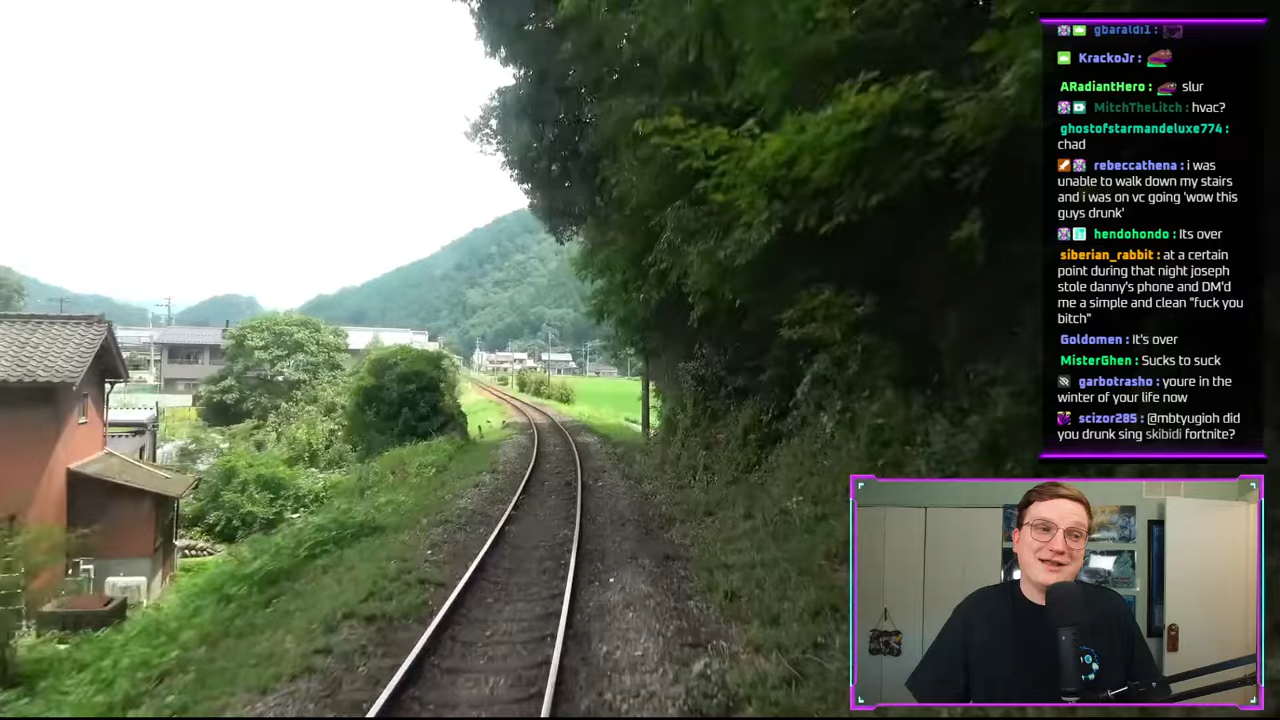 gbaraldi1 :
KrackoJr :
ARadiantHero : slur
MitchTheLitch : hvac?
ghostofstarmandeluxe774 :
chad
rebeccathena : i was
unable to walk down my stairs
and i was on vc going 'wow this
guys drunk'
hendohondo : Its over
siberian_rabbit : at a certain
point during that night joseph
stole danny's phone and DM'd
me a simple and clean "fuck you
bitch"
Goldomen : It's over
MisterGhen : Sucks to suck
garbotrasho : youre in the
winter of your life now
scizor285 : @mbtyugioh did
you drunk sing skibidi fortnite?